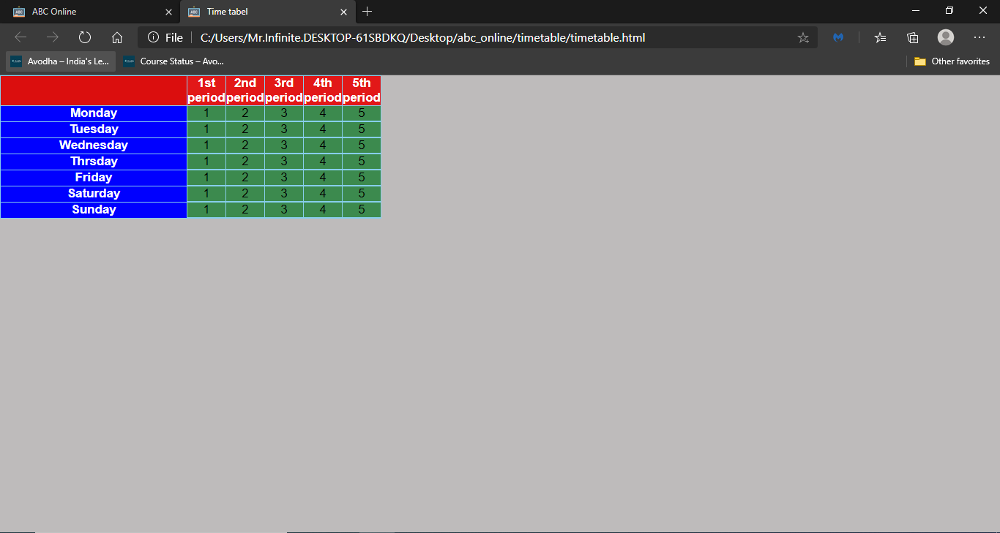 ABC Online
Time tabel
File
C:/Users/Mr.Infinite.DESKTOP-61SBDKQ/Desktop/abc_online/timetable/timetable.html
Avodha – India's Le...
Course Status – Avo...
Other favorites
1st period 2nd period 3rd period 4th period 5th period
Monday 1 2 3 4 5
Tuesday 1 2 3 4 5
Wednesday 1 2 3 4 5
Thrsday 1 2 3 4 5
Friday 1 2 3 4 5
Saturday 1 2 3 4 5
Sunday 1 2 3 4 5